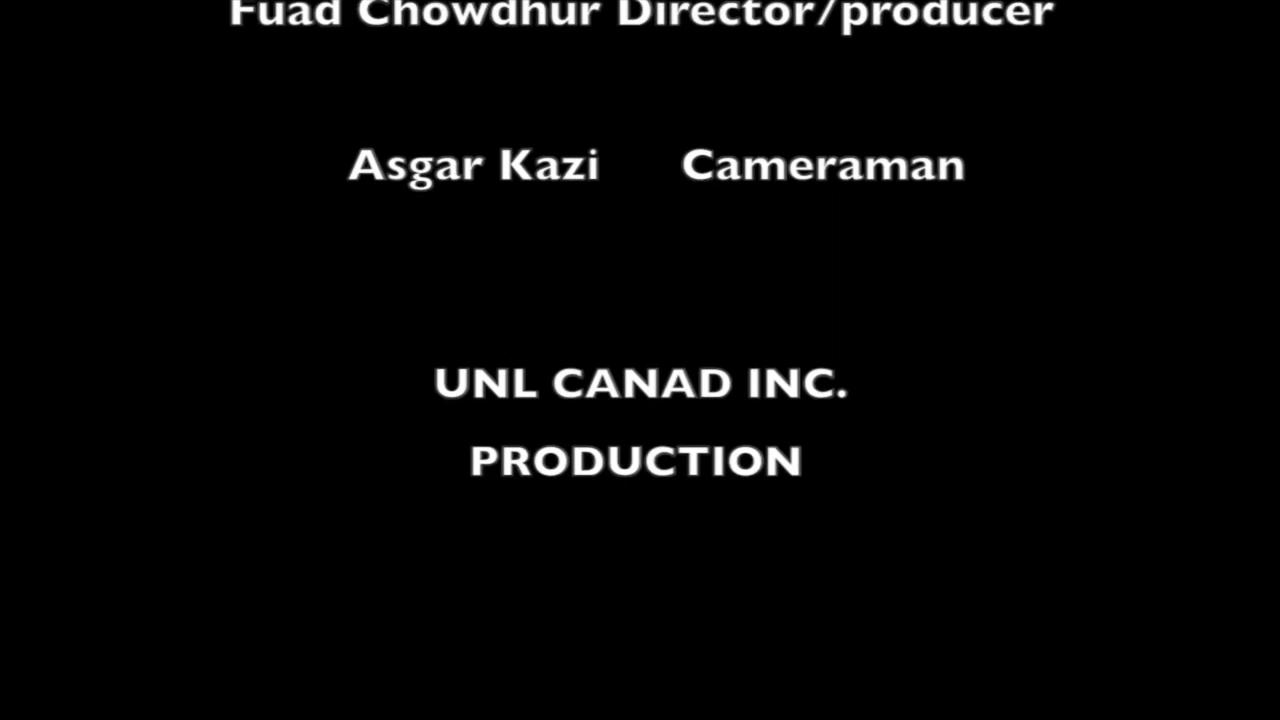 Fuad Chowdhur Director/producer
Asgar Kazi Cameraman
UNL CANAD INC.
PRODUCTION